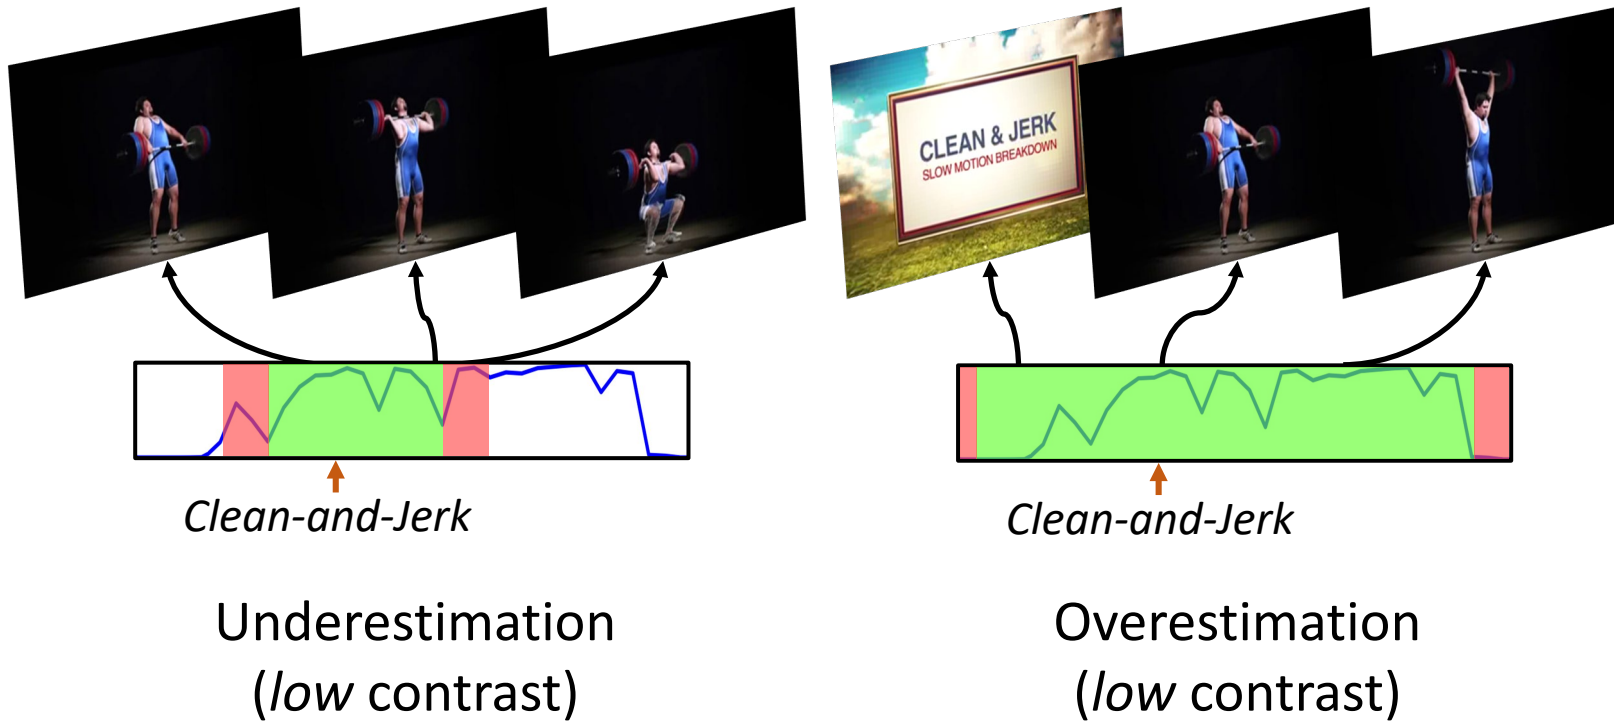 CLEAN & JERK
SLOW MOTION BREAKDOWN
Clean-and-Jerk
Clean-and-Jerk
Underestimation
(low contrast)
Overestimation
(low contrast)